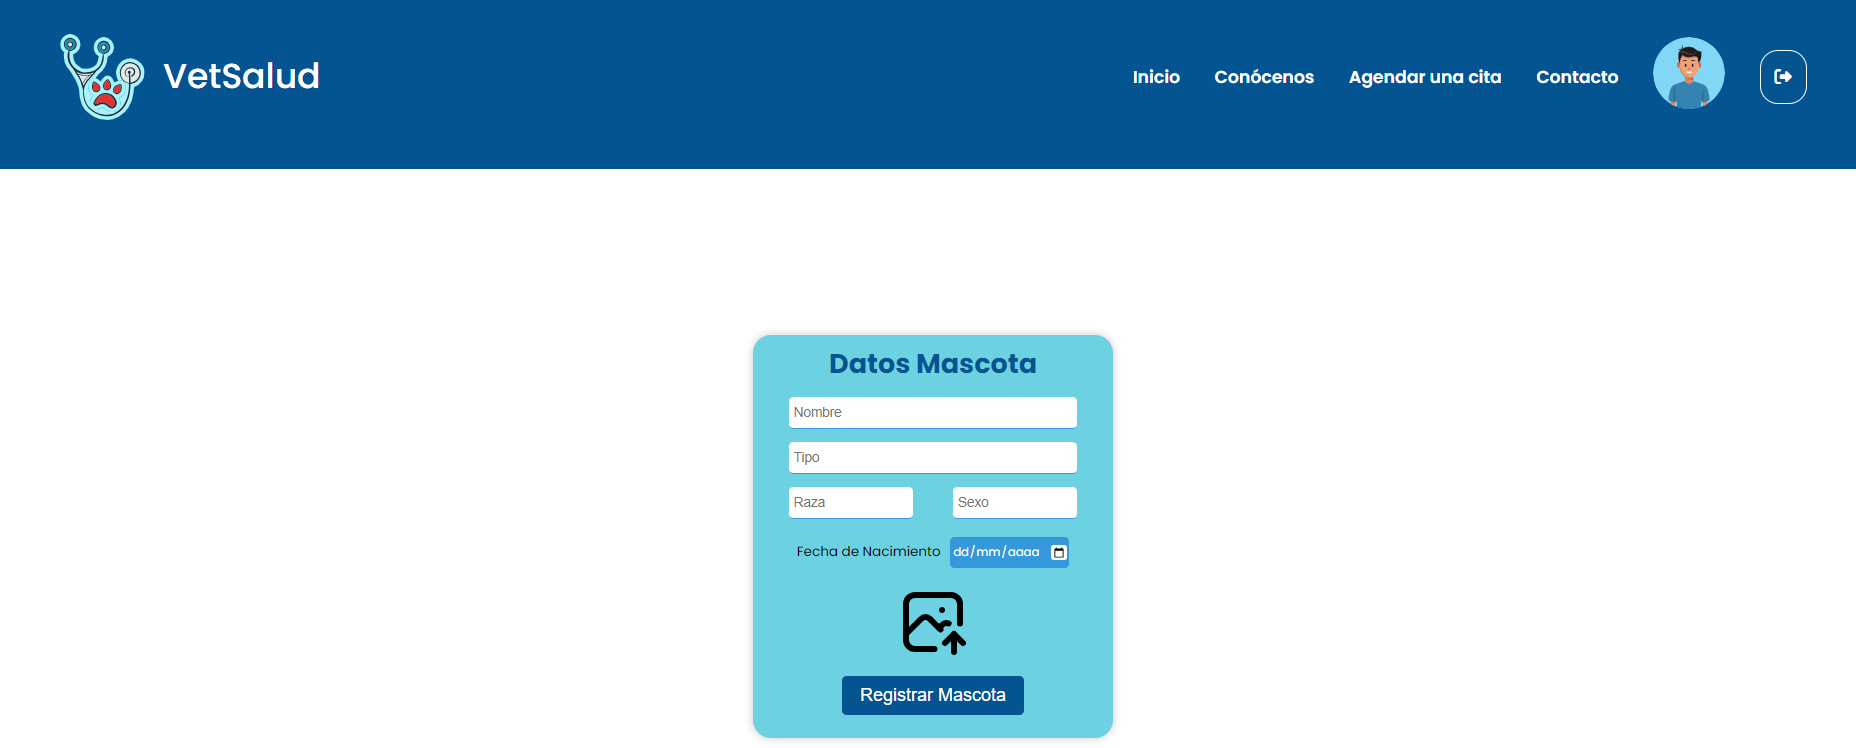 VetSalud
Inicio Conócenos Agendar una cita Contacto
Datos Mascota
Nombre
Tipo
Raza Sexo
Fecha de Nacimiento dd/mm/aaaa
Registrar Mascota